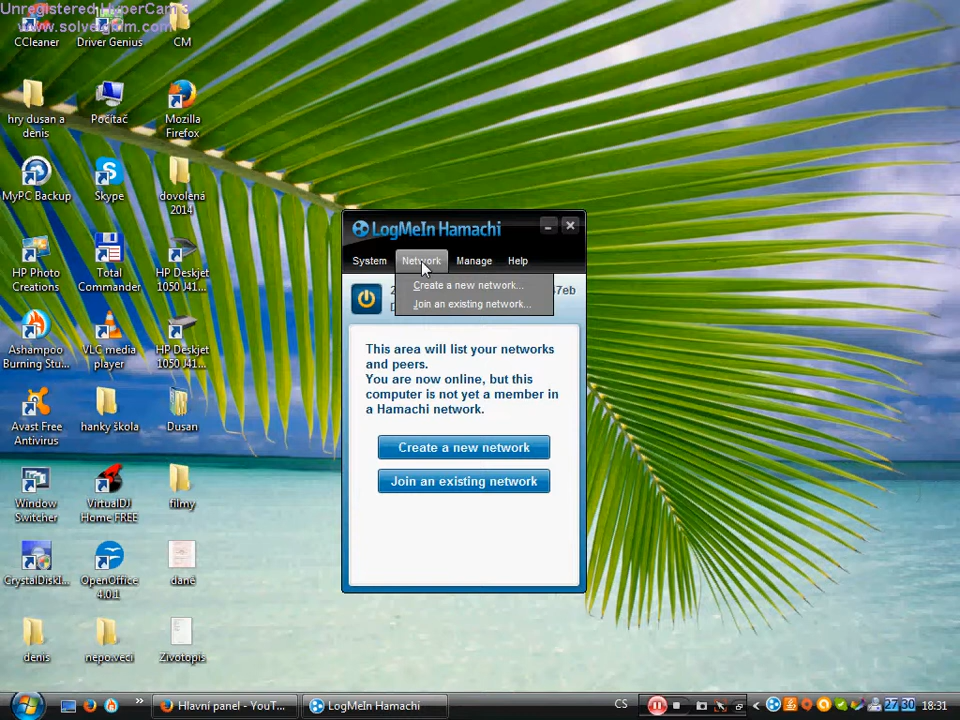 Unregistered HyperCam 3
www.solveigmm.com
CCleaner
Driver Genius
CM
hry dusan a
denis
Počítač
Mozilla
Firefox
MyPC Backup
Skype
dovolená
2014
HP Photo
Creations
Total
Commander
HP Deskjet
1050 J41...
Ashampoo
Burning Stu...
VLC media
player
HP Deskjet
1050 J41...
Avast Free
Antivirus
hanky škola
Dusan
Window
Switcher
VirtualDJ
Home FREE
filmy
CrystalDiskI...
OpenOffice
4.0.1
daně
denis
nepo.veci
Zivotopis
LogMeIn Hamachi
System
Network
Manage
Help
Create a new network...
Join an existing network...
7eb
This area will list your networks
and peers.
You are now online, but this
computer is not yet a member in
a Hamachi network.
Create a new network
Join an existing network
Hlavní panel - YouT...
LogMeIn Hamachi
CS
27
30
18:31